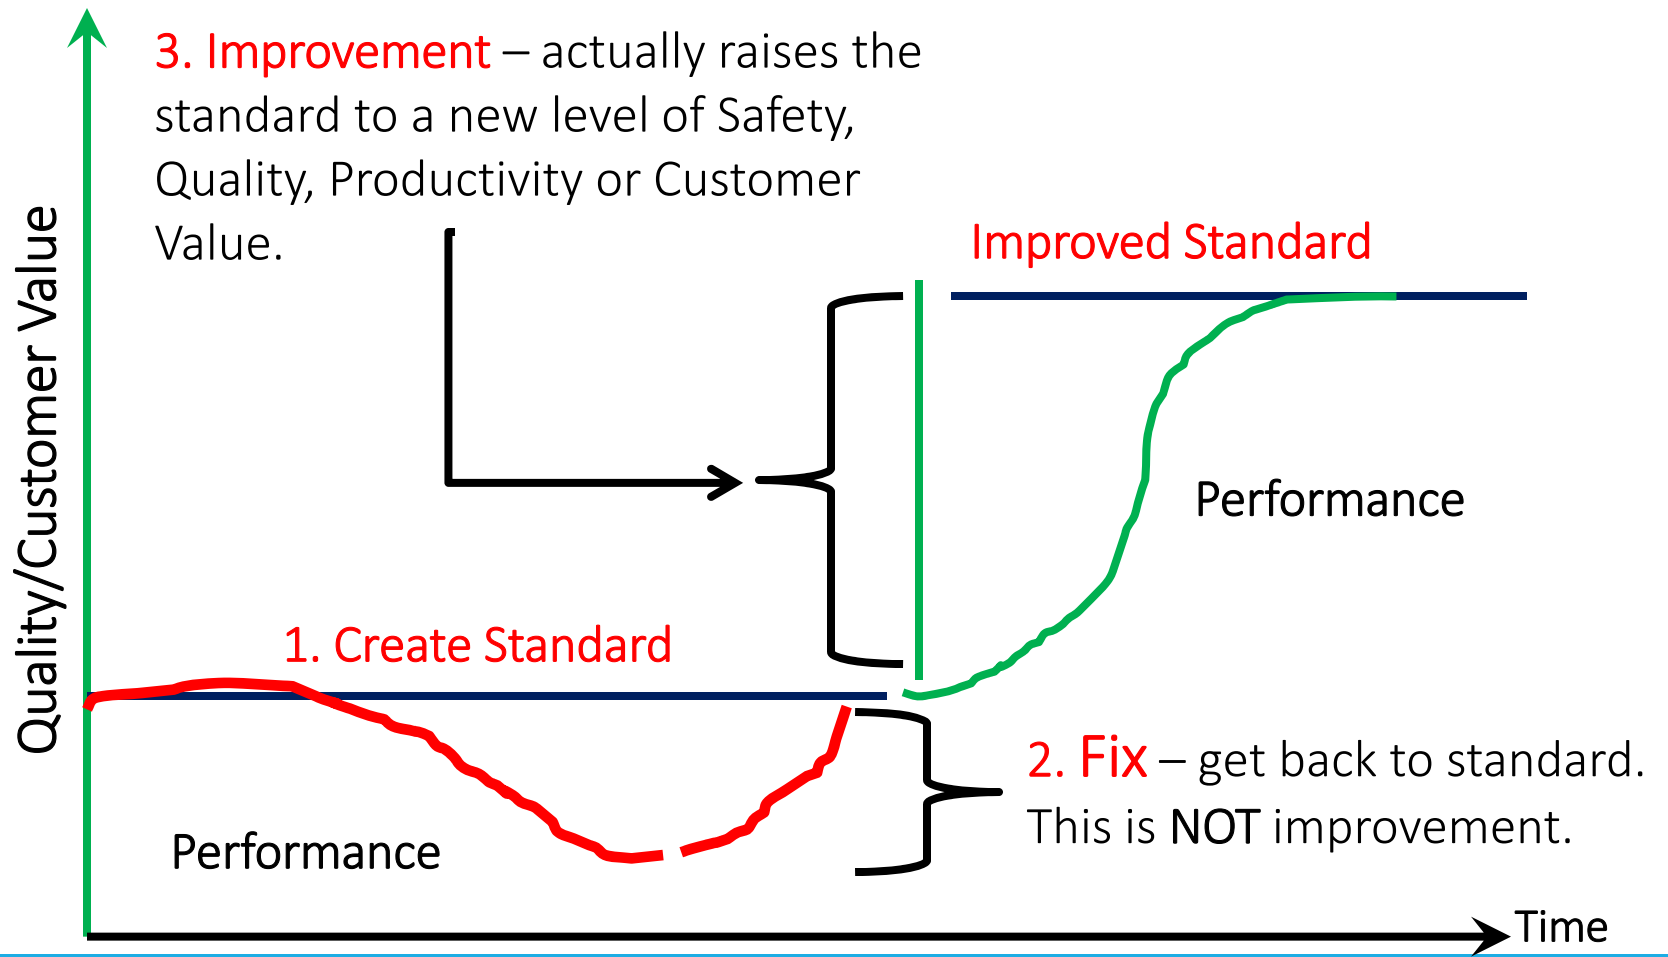 3. Improvement – actually raises the
standard to a new level of Safety,
Quality, Productivity or Customer
Value.
Improved Standard
Quality/Customer Value
Performance
1. Create Standard
2. Fix – get back to standard.
This is NOT improvement.
Performance
Time